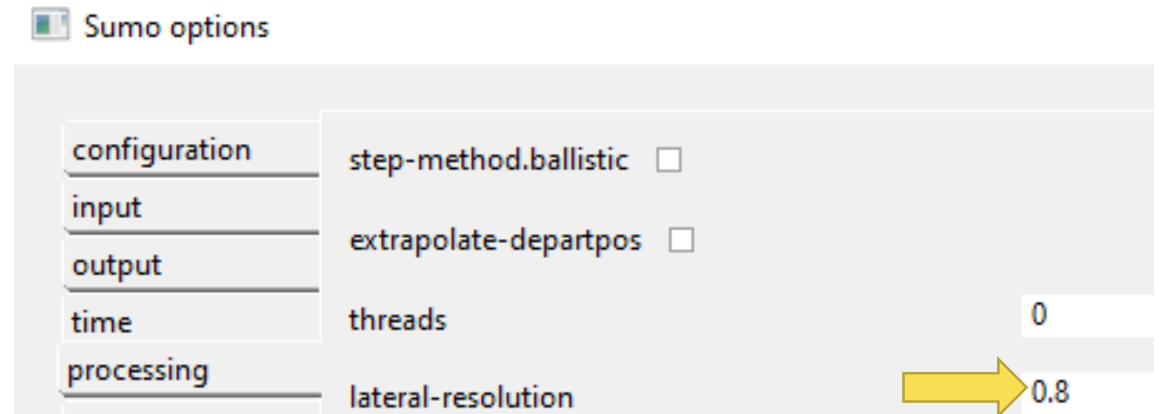 Sumo options
configuration
input
output
time
processing
step-method.ballistic
extrapolate-departpos
threads 0
lateral-resolution 0.8